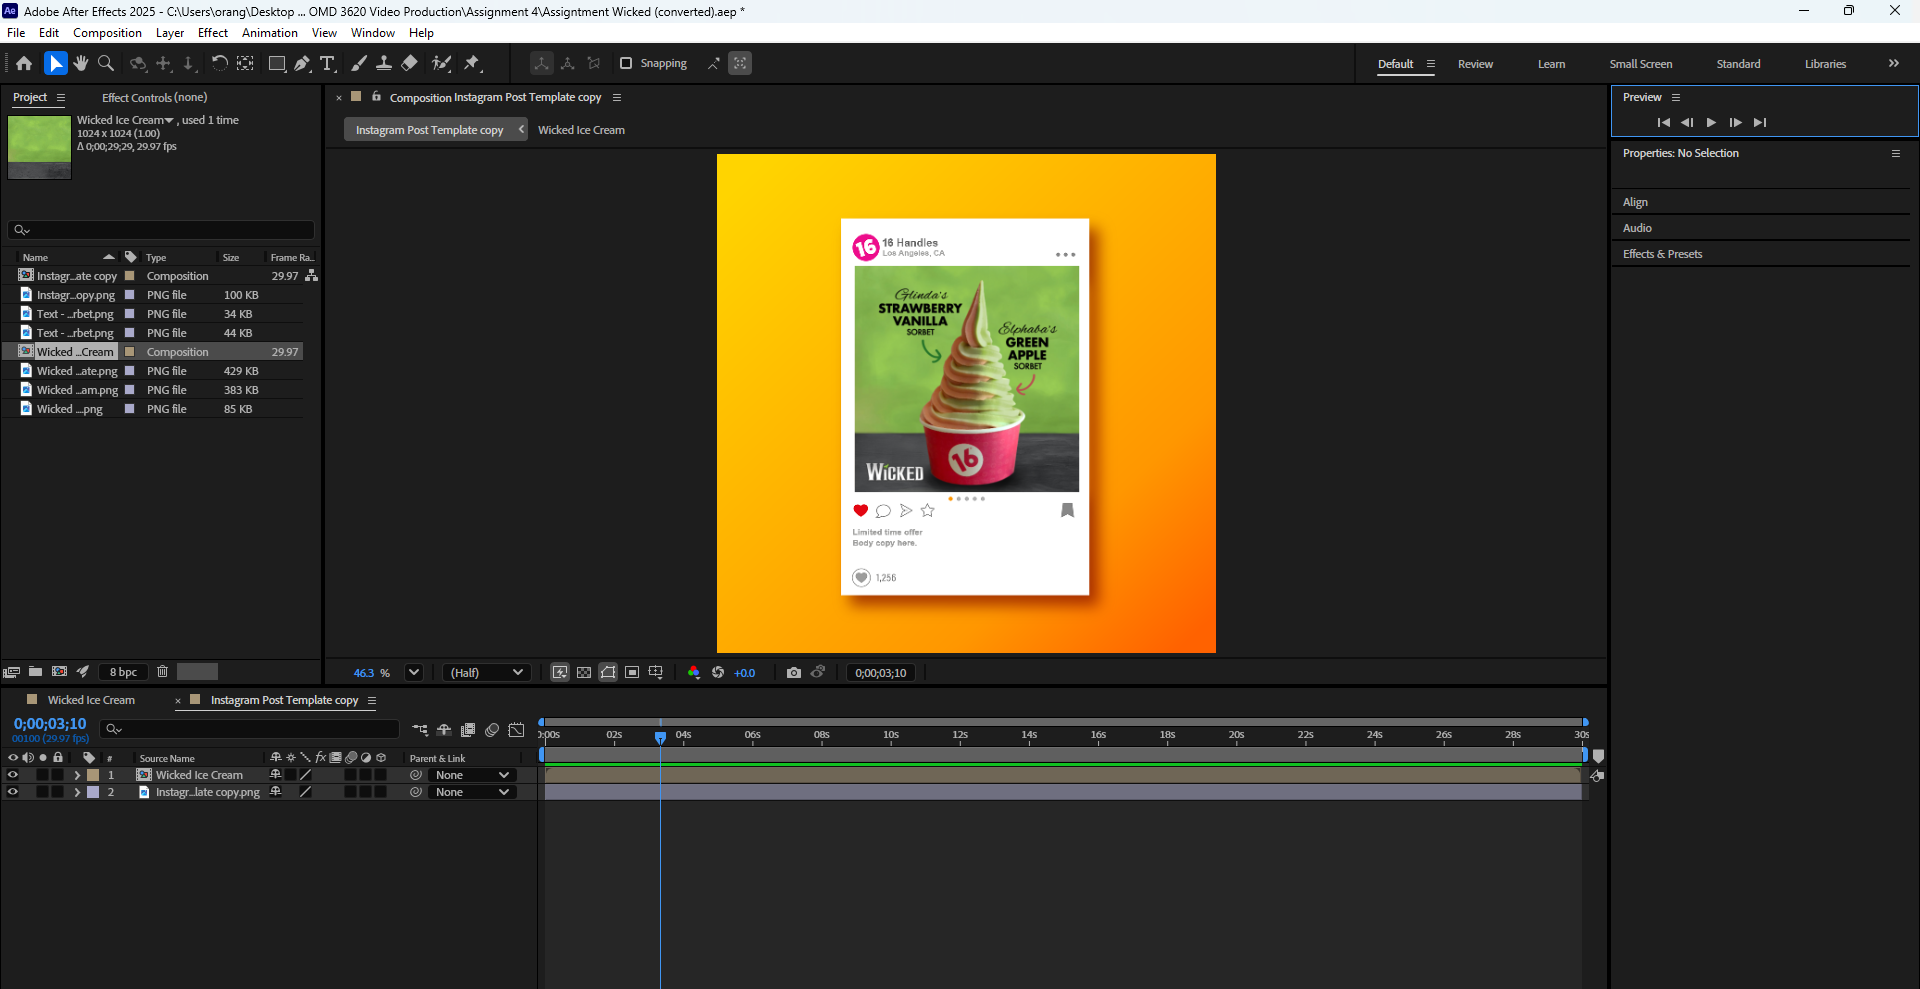 Adobe After Effects 2025 - C:\Users\orang\Desktop ... OMD 3620 Video Production\Assignment 4\Assigntment Wicked (converted).aep *
File Edit Composition Layer Effect Animation View Window Help
Snapping
Default Review Learn Small Screen Standard Libraries
Project Effect Controls (none)
Wicked Ice Cream , used 1 time
1024 x 1024 (1.00)
Δ 0;00;29;29, 29.97 fps
Name Type Size Frame Ra..
Instagr...ate copy Composition 29.97
Instagr...opy.png PNG file 100 KB
Text - ...rbet.png PNG file 34 KB
Text - ...rbet.png PNG file 44 KB
Wicked ...Cream Composition 29.97
Wicked ...ate.png PNG file 429 KB
Wicked ...am.png PNG file 383 KB
Wicked ....png PNG file 85 KB
8 bpc
Composition Instagram Post Template copy
Instagram Post Template copy Wicked Ice Cream
16
16 Handles
Los Angeles, CA
Glinda's
STRAWBERRY
VANILLA
SORBET
Elphaba's
GREEN
APPLE
SORBET
16
WICKED
Limited time offer
Body copy here.
1,256
46.3 % (Half) +0.0 0;00;03;10
Preview
Properties: No Selection
Align
Audio
Effects & Presets
Wicked Ice Cream Instagram Post Template copy
0;00;03;10
00100 (29.97 fps)
# Source Name Parent & Link
1 Wicked Ice Cream None
2 Instagr...late copy.png None
):00s 02s 04s 06s 08s 10s 12s 14s 16s 18s 20s 22s 24s 26s 28s 30s